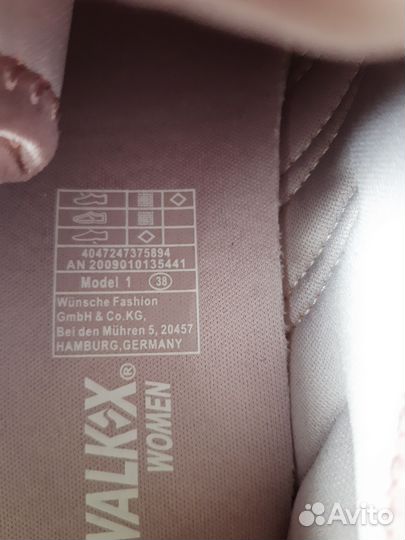 4047247375894
AN 2009010135441
Model 1 38
Wünsche Fashion
GmbH & Co.KG,
Bei den Mühren 5, 20457
HAMBURG,GERMANY
WALKX®
WOMEN
Avito